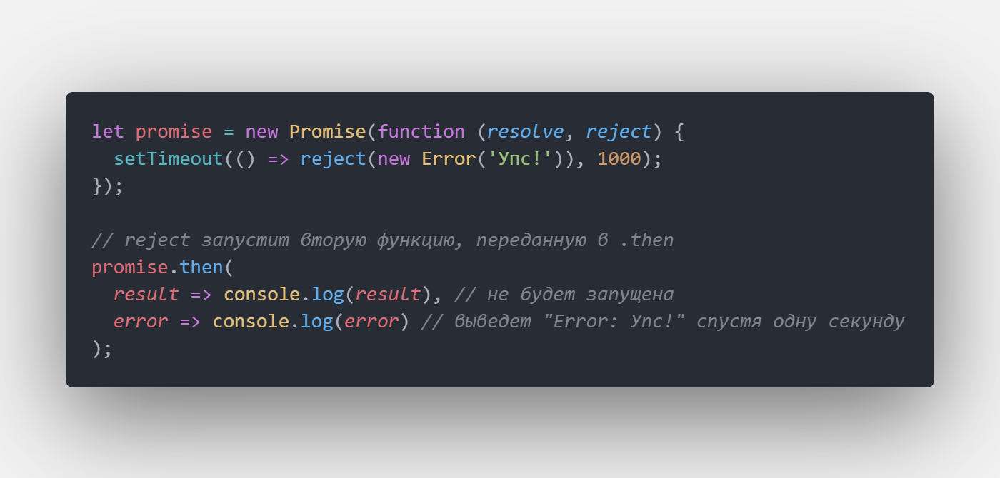 let promise = new Promise(function (resolve, reject) {
  setTimeout(() => reject(new Error('Упс!')), 1000);
});

// reject запустит вторую функцию, переданную в .then
promise.then(
  result => console.log(result), // не будет запущена
  error => console.log(error) // выведет "Error: Упс!" спустя одну секунду
);